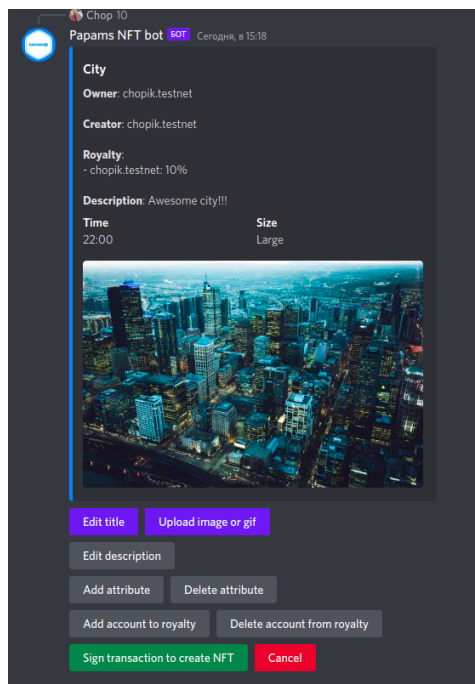 Chop 10
Papams NFT bot БОТ Сегодня, в 15:18
City
Owner: chopik.testnet
Creator: chopik.testnet
Royalty:
- chopik.testnet: 10%
Description: Awesome city!!!
Time Size
22:00 Large
Edit title Upload image or gif
Edit description
Add attribute Delete attribute
Add account to royalty Delete account from royalty
Sign transaction to create NFT Cancel